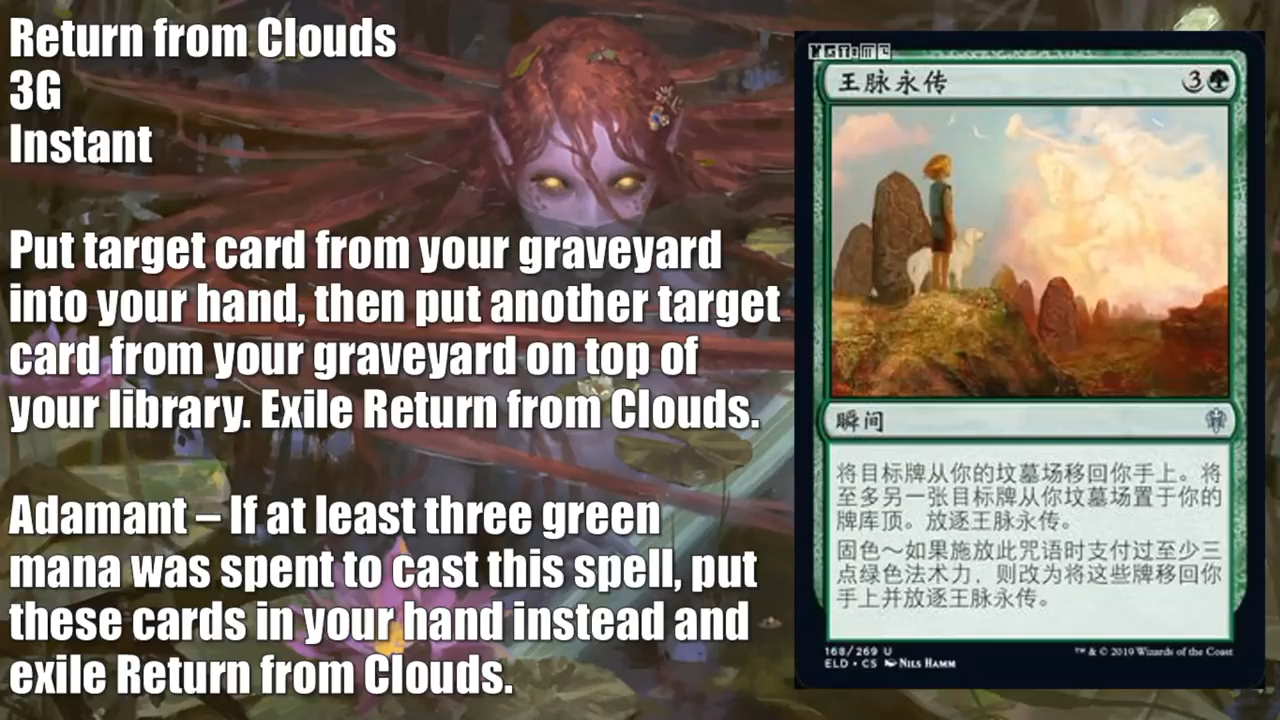 Return from Clouds
3G
Instant
Put target card from your graveyard
into your hand, then put another target
card from your graveyard on top of
your library. Exile Return from Clouds.
Adamant – If at least three green
mana was spent to cast this spell, put
these cards in your hand instead and
exile Return from Clouds.
王脉永传
3
瞬间
将目标牌从你的坟墓场移回你手上。将
至多另一张目标牌从你坟墓场置于你的
牌库顶。放逐王脉永传。
固色～如果施放此咒语时支付过至少三
点绿色法术力，则改为将这些牌移回你
手上并放逐王脉永传。
168/269 U
ELD • CS NILS HAMM
™ & © 2019 Wizards of the Coast